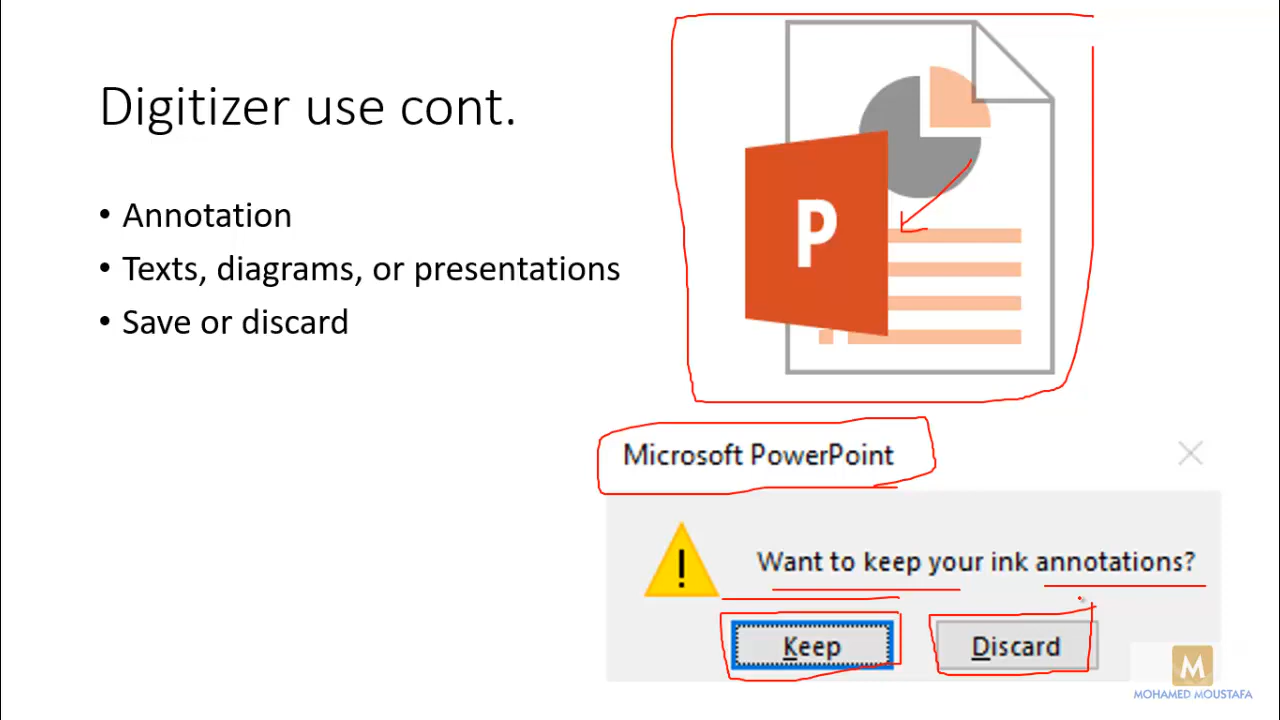 Digitizer use cont.
• Annotation
• Texts, diagrams, or presentations
• Save or discard
P
Microsoft PowerPoint
Want to keep your ink annotations?
Keep
Discard
M
MOHAMED MOUSTAFA